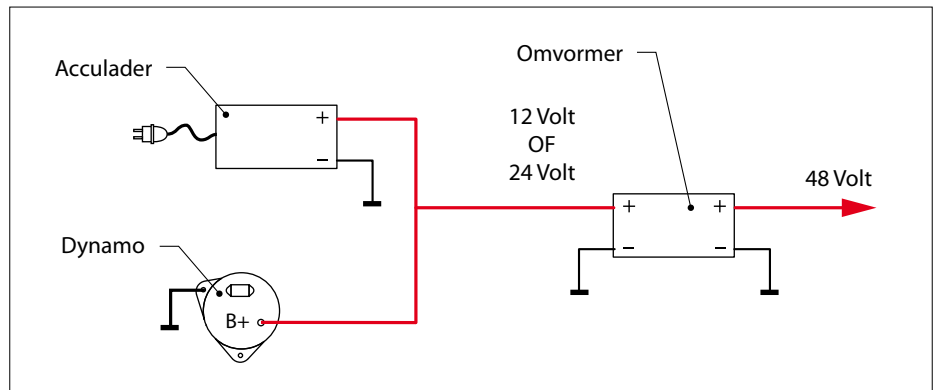 Acculader
+
–
Omvormer
12 Volt
OF
24 Volt
48 Volt
+ +
– –
Dynamo
B+